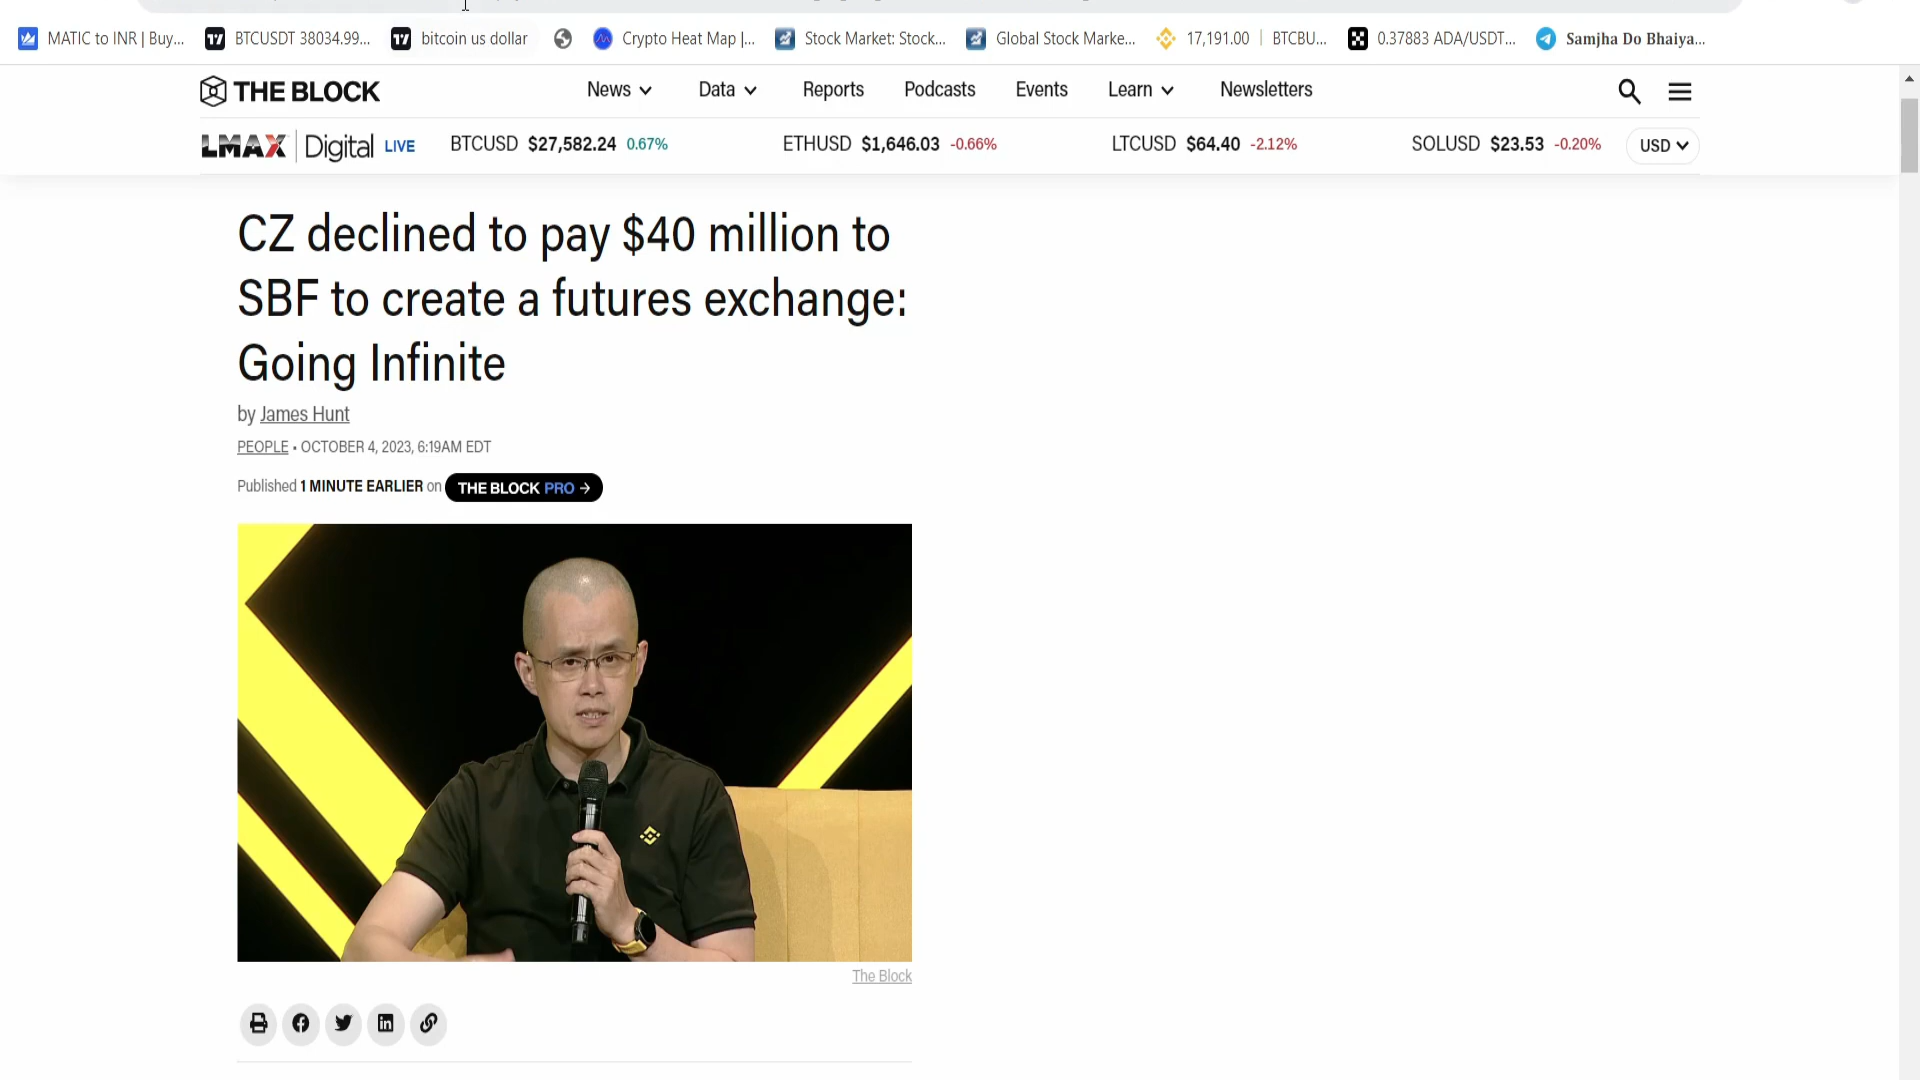 MATIC to INR | Buy...
BTCUSDT 38034.99...
bitcoin us dollar
Crypto Heat Map |...
Stock Market: Stock...
Global Stock Marke...
17,191.00 | BTCBU...
0.37883 ADA/USDT...
Samjha Do Bhaiya...
THE BLOCK
News
Data
Reports
Podcasts
Events
Learn
Newsletters
LMAX Digital LIVE
BTCUSD $27,582.24 0.67%
ETHUSD $1,646.03 -0.66%
LTCUSD $64.40 -2.12%
SOLUSD $23.53 -0.20%
USD
CZ declined to pay $40 million to
SBF to create a futures exchange:
Going Infinite
by James Hunt
PEOPLE • OCTOBER 4, 2023, 6:19AM EDT
Published 1 MINUTE EARLIER on THE BLOCK PRO →
The Block